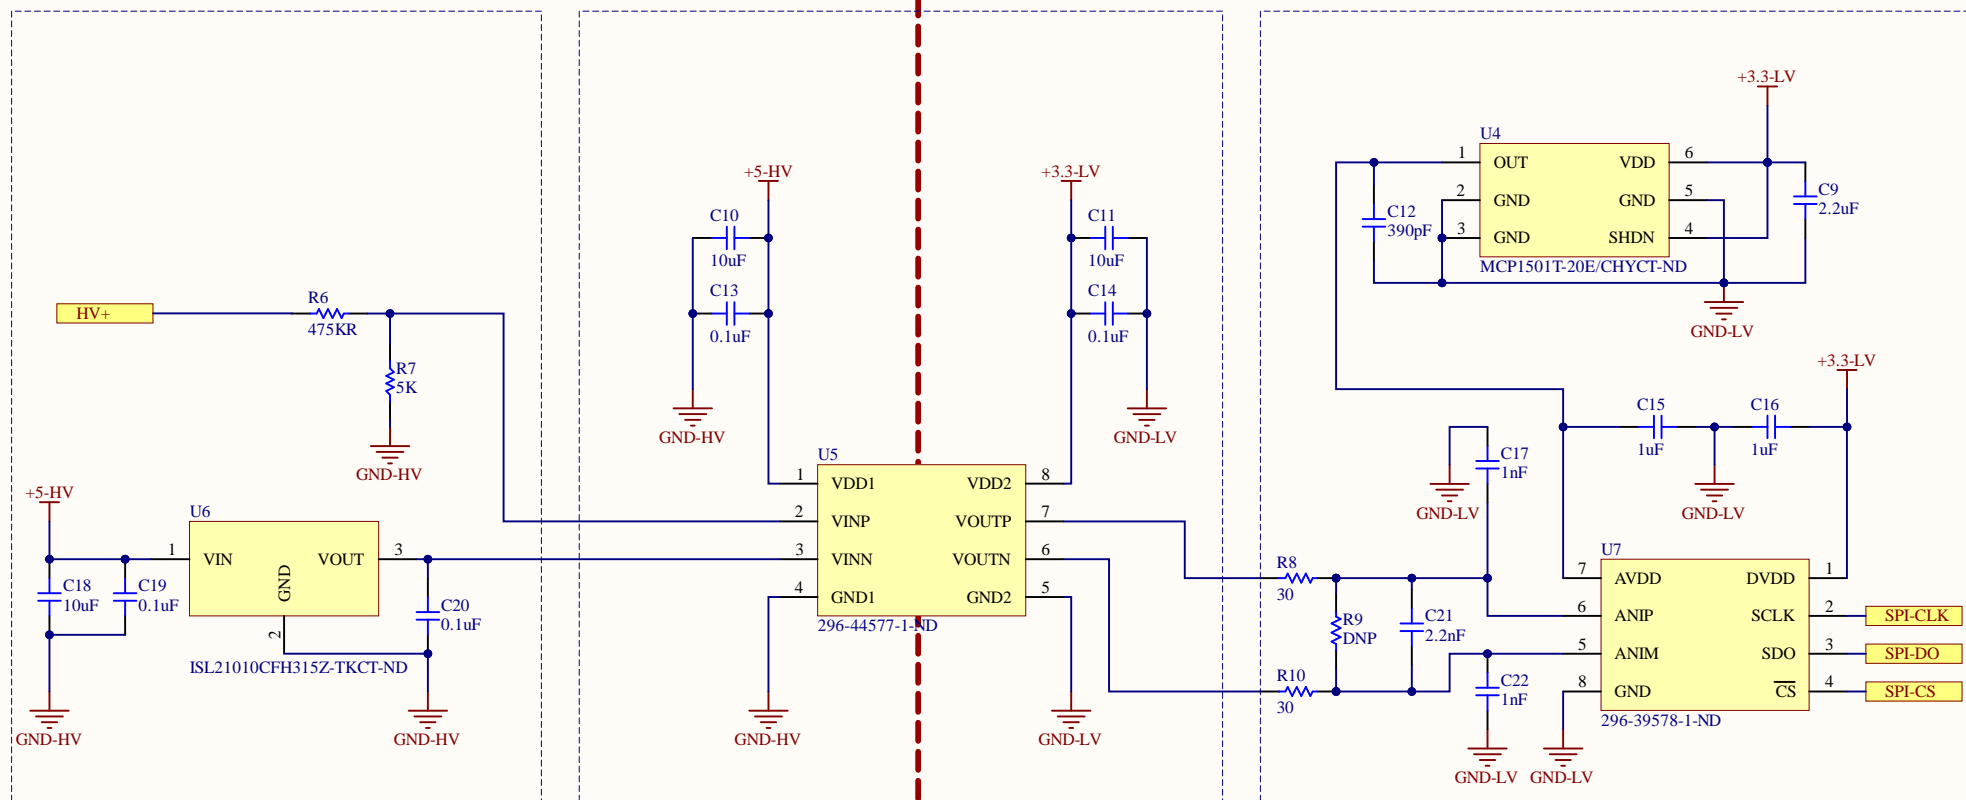 HV+
R6
475KR
R7
5K
GND-HV
+5-HV
C18
10uF
C19
0.1uF
GND-HV
U6
1
VIN
VOUT
3
GND
2
ISL21010CFH315Z-TKCT-ND
C20
0.1uF
GND-HV
+5-HV
C10
10uF
C13
0.1uF
GND-HV
+3.3-LV
C11
10uF
C14
0.1uF
GND-LV
U5
1
VDD1
VDD2
8
2
VINP
VOUTP
7
3
VINN
VOUTN
6
4
GND1
GND2
5
296-44577-1-ND
GND-HV
GND-LV
+3.3-LV
U4
1
OUT
VDD
6
2
GND
GND
5
3
GND
SHDN
4
MCP1501T-20E/CHYCT-ND
C12
390pF
C9
2.2uF
GND-LV
+3.3-LV
C15
1uF
C16
1uF
GND-LV
C17
1nF
GND-LV
R8
30
R9
DNP
C21
2.2nF
R10
30
C22
1nF
GND-LV
U7
7
AVDD
DVDD
1
6
ANIP
SCLK
2
SPI-CLK
5
ANIM
SDO
3
SPI-DO
8
GND
CS
4
SPI-CS
296-39578-1-ND
GND-LV